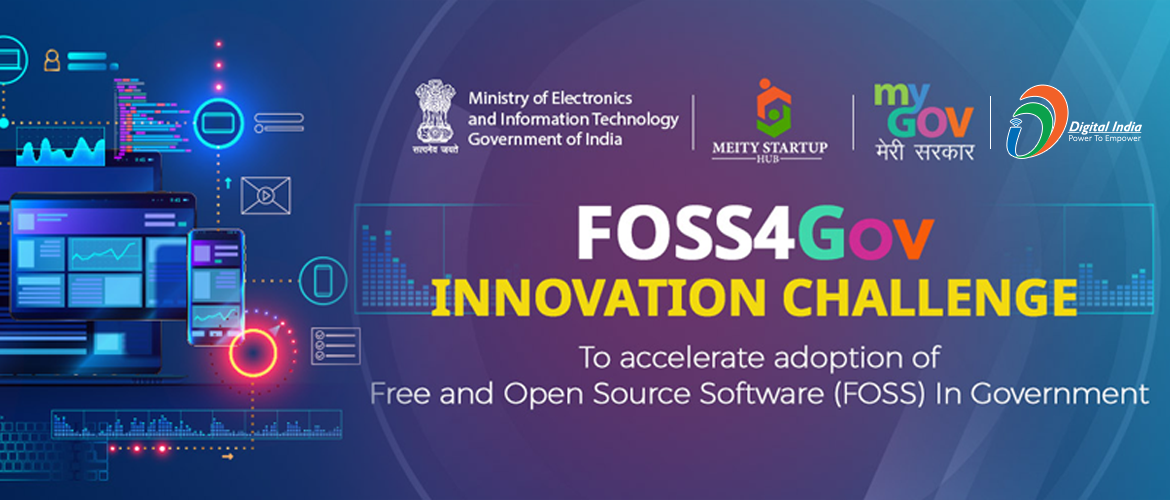 Ministry of Electronics
and Information Technology
Government of India
सत्यमेव जयते
MEITY STARTUP
HUB
my
GOV
मेरी सरकार
Digital India
Power To Empower
FOSS4Gov
INNOVATION CHALLENGE
To accelerate adoption of
Free and Open Source Software (FOSS) In Government